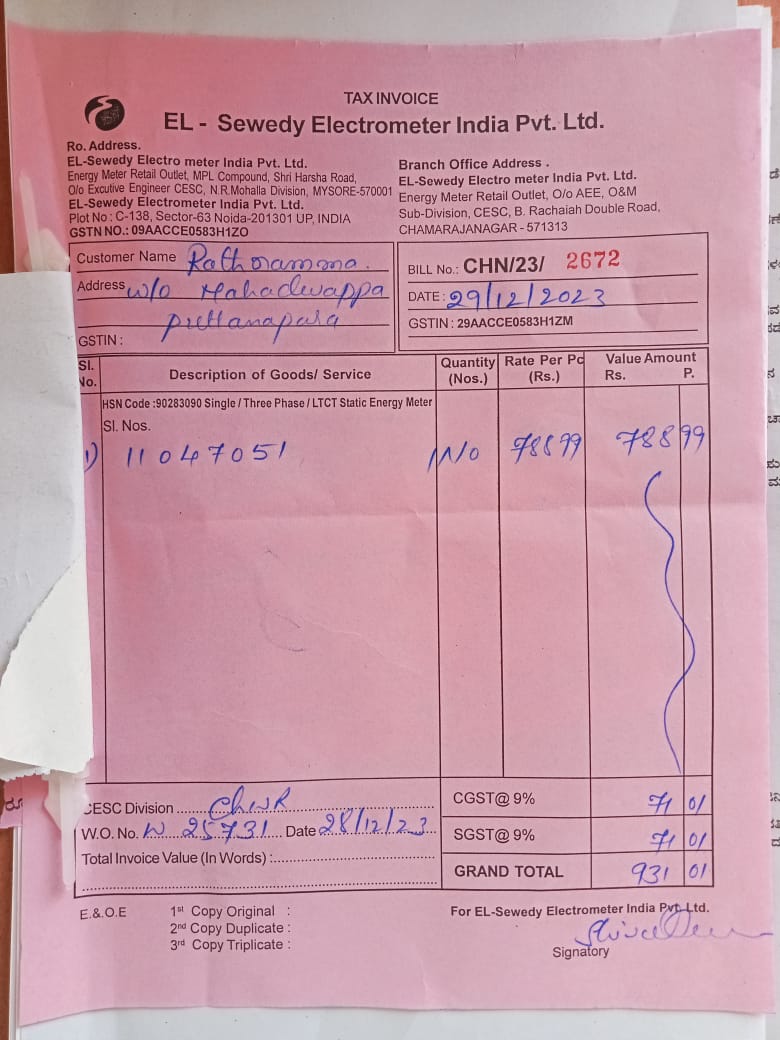 TAX INVOICE
EL - Sewedy Electrometer India Pvt. Ltd.
Ro. Address.
EL-Sewedy Electro meter India Pvt. Ltd.
Energy Meter Retail Outlet, MPL Compound, Shri Harsha Road,
O/o Excutive Engineer CESC, N.R.Mohalla Division, MYSORE-570001
EL-Sewedy Electrometer India Pvt. Ltd.
Plot No : C-138, Sector-63 Noida-201301 UP, INDIA
GSTN NO.: 09AACCE0583H1ZO
Branch Office Address .
EL-Sewedy Electro meter India Pvt. Ltd.
Energy Meter Retail Outlet, O/o AEE, O&M
Sub-Division, CESC, B. Rachaiah Double Road,
CHAMARAJANAGAR - 571313
Customer Name Rathnamma.
Address w/o Mahadevappa
GSTIN :
BILL No.: CHN/23/ 2672
DATE : 29/12/2023
GSTIN : 29AACCE0583H1ZM
Sl. No. Description of Goods/ Service Quantity (Nos.) Rate Per Pc (Rs.) Value Amount Rs. P.
HSN Code :90283090 Single / Three Phase / LTCT Static Energy Meter
Sl. Nos.
1) 11047051 1 N/o 788 99 788 99
CESC Division ........ CHNR
W.O. No. W 25731 Date 28/12/23
Total Invoice Value (In Words) :
CGST@ 9% 71 01
SGST@ 9% 71 01
GRAND TOTAL 931 01
E.& O.E
1st Copy Original :
2nd Copy Duplicate :
3rd Copy Triplicate :
For EL-Sewedy Electrometer India Pvt. Ltd.
Signatory